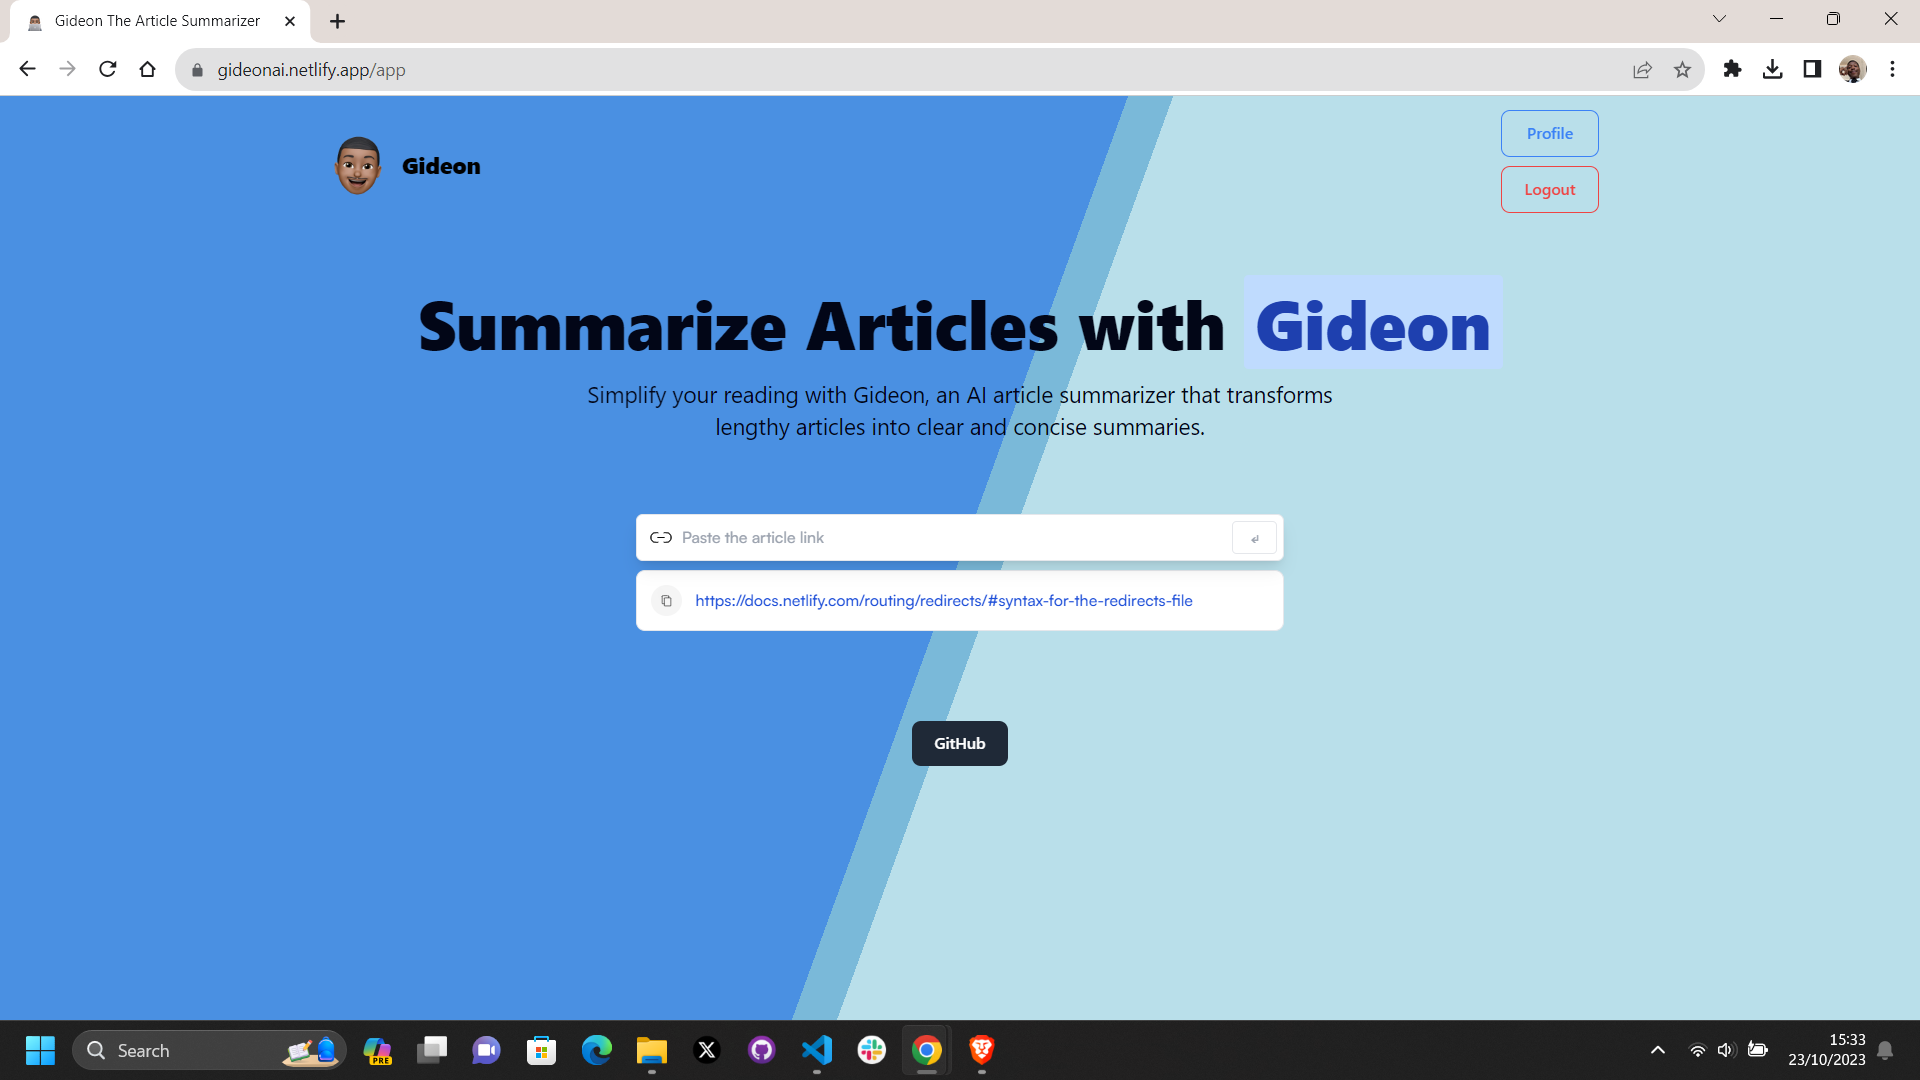 Gideon The Article Summarizer
gideonai.netlify.app/app
Profile
Gideon
Logout
Summarize Articles with Gideon
Simplify your reading with Gideon, an AI article summarizer that transforms
lengthy articles into clear and concise summaries.
Paste the article link
https://docs.netlify.com/routing/redirects/#syntax-for-the-redirects-file
GitHub
Search
PRE
15:33
23/10/2023